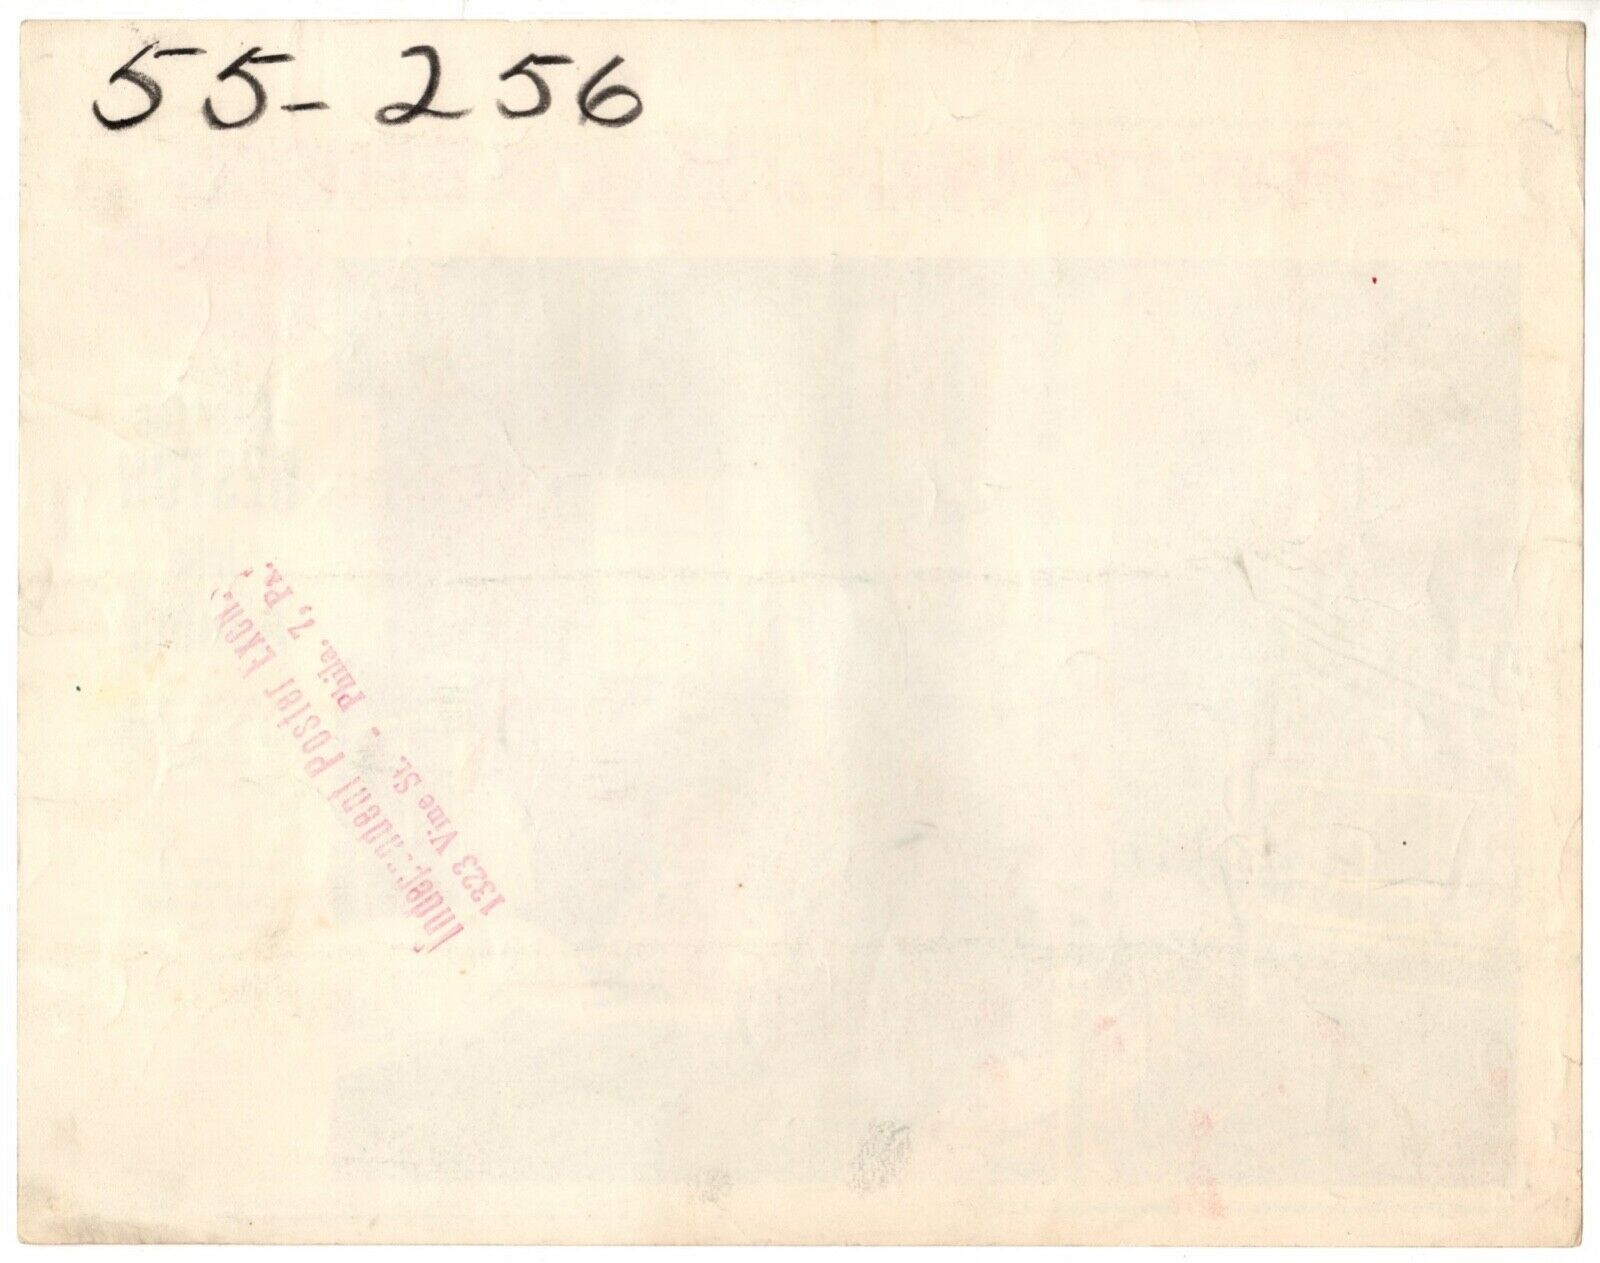 55-256
Independent Poster Exch.
1323 Vine St. - Phila. 7, Pa.